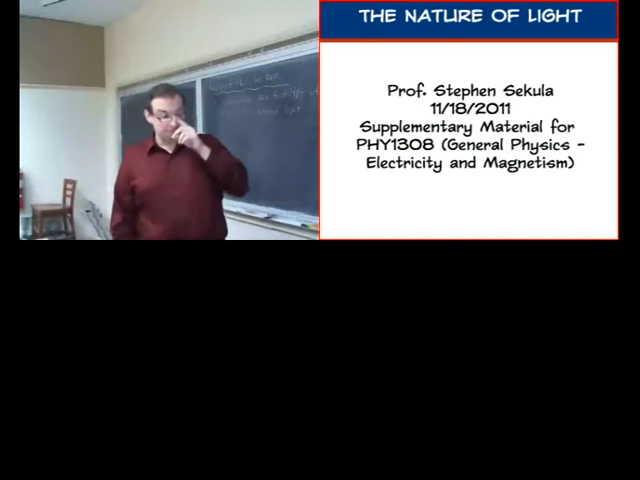 THE NATURE OF LIGHT
Prof. Stephen Sekula
11/18/2011
Supplementary Material for
PHY1308 (General Physics -
Electricity and Magnetism)